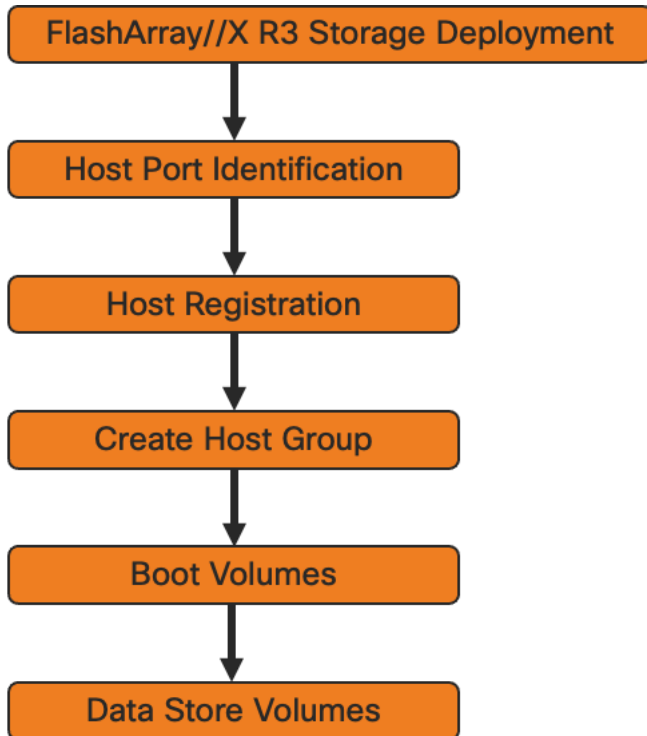 FlashArray//X R3 Storage Deployment
Host Port Identification
Host Registration
Create Host Group
Boot Volumes
Data Store Volumes